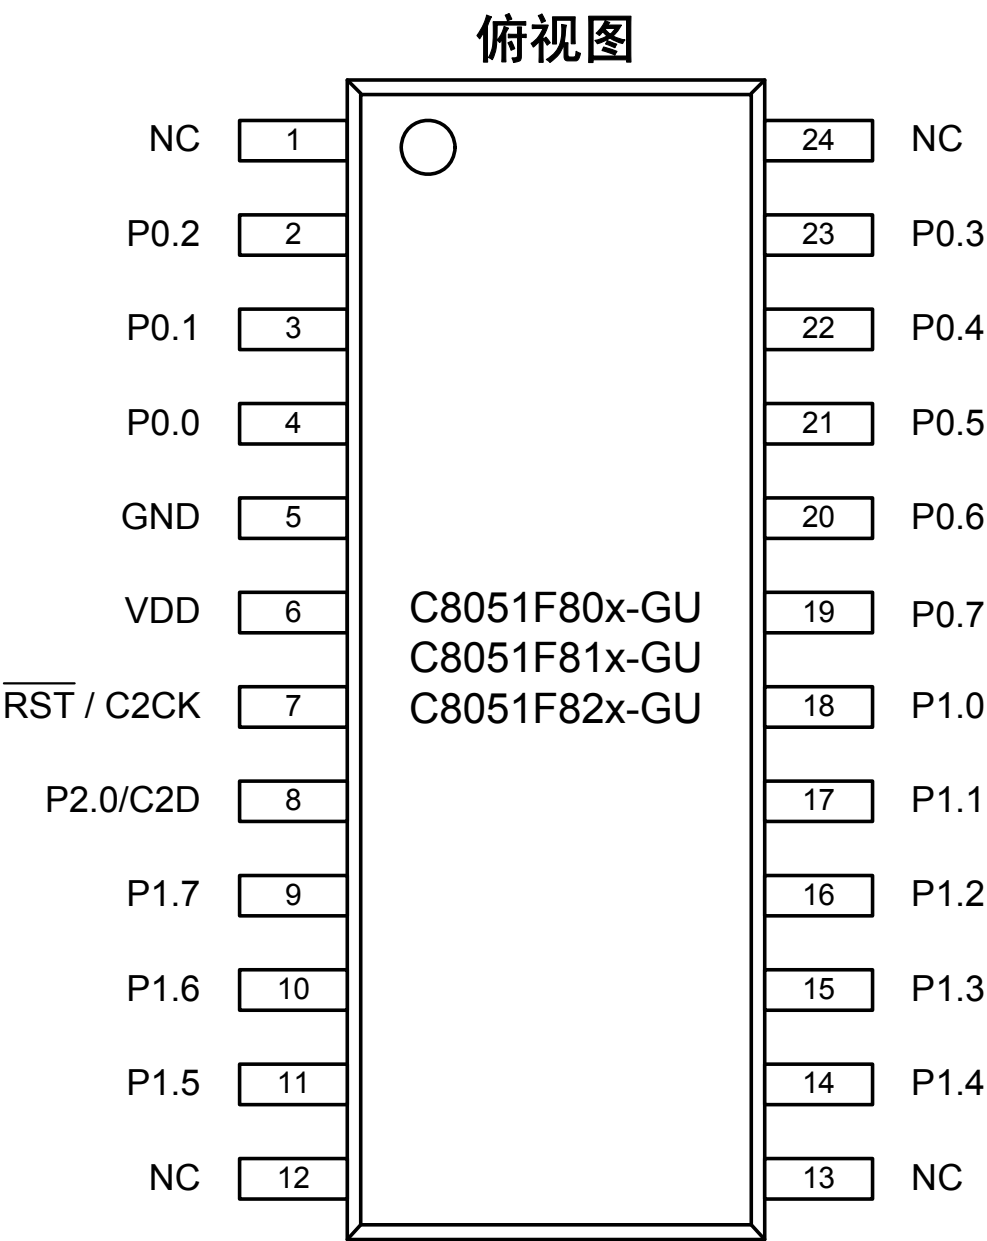 俯视图
NC 1 24 NC
P0.2 2 23 P0.3
P0.1 3 22 P0.4
P0.0 4 21 P0.5
GND 5 20 P0.6
VDD 6 C8051F80x-GU 19 P0.7
C8051F81x-GU
RST / C2CK 7 C8051F82x-GU 18 P1.0
P2.0/C2D 8 17 P1.1
P1.7 9 16 P1.2
P1.6 10 15 P1.3
P1.5 11 14 P1.4
NC 12 13 NC